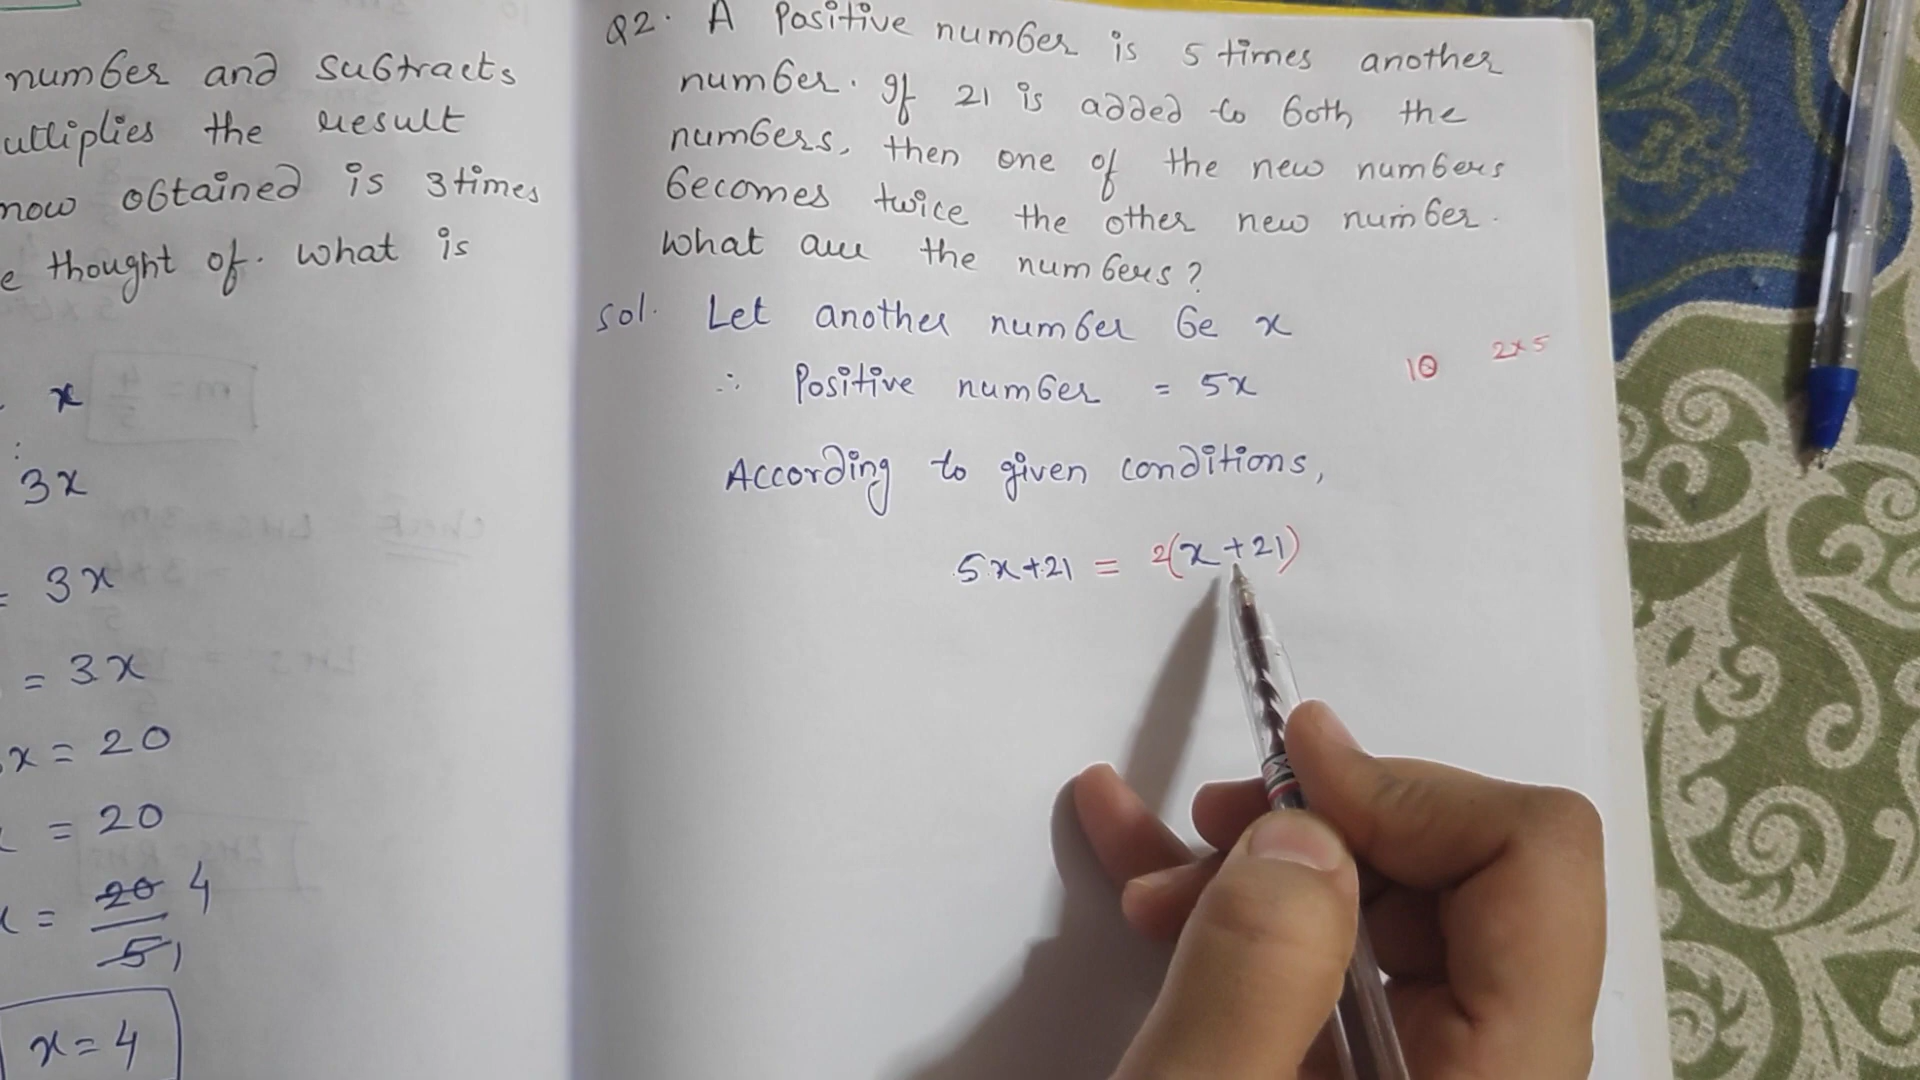 number and subtracts
the result
now obtained is 3 times
thought of. what is
x
3x
= 3x
= 3x
x = 20
= 20
= 20 4
5 1
x = 4
Q2. A Positive number is 5 times another
number. If 21 is added to both the
numbers, then one of the new numbers
becomes twice the other new number.
What are the numbers?
Sol. Let another number be x
∴ Positive number = 5x
10 2x5
According to given conditions,
5x+21 = 2(x+21)